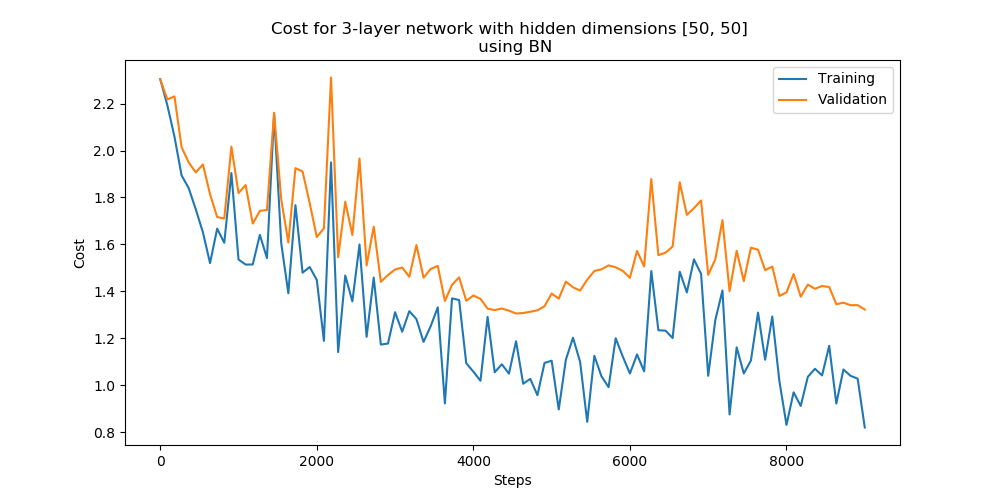 Cost for 3-layer network with hidden dimensions [50, 50]
using BN
Training
Validation
2.2
2.0
1.8
1.6
1.4
1.2
1.0
0.8
Cost
0 2000 4000 6000 8000
Steps